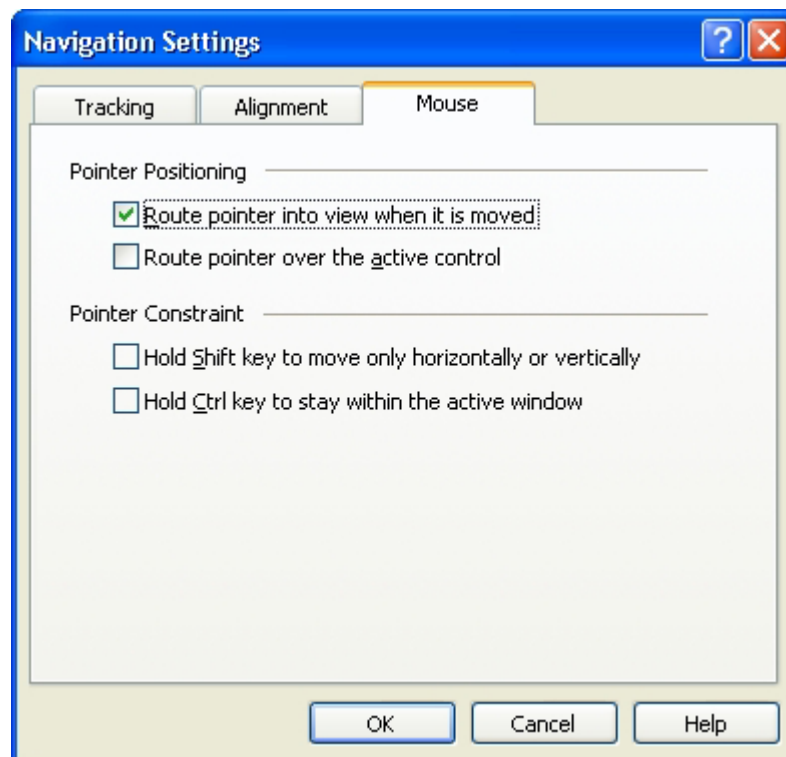 Navigation Settings
?
Tracking Alignment Mouse
Pointer Positioning
Route pointer into view when it is moved
Route pointer over the active control
Pointer Constraint
Hold Shift key to move only horizontally or vertically
Hold Ctrl key to stay within the active window
OK Cancel Help